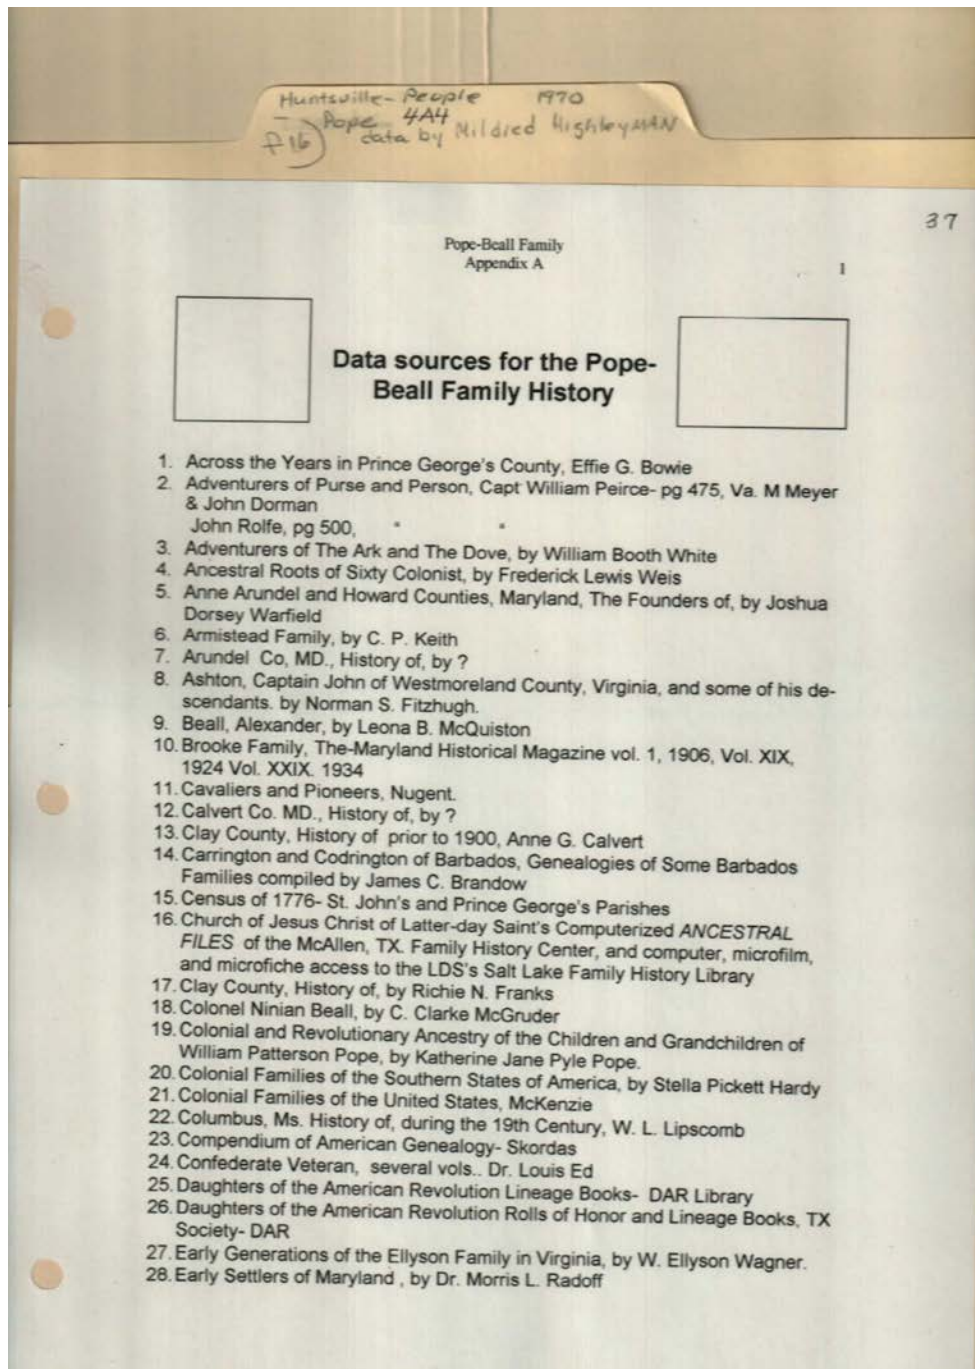 Huntsville- People 1970
- Pope 4A4
P16) data by Mildred Highleyman
37
Pope-Beall Family
Appendix A
1
Data sources for the Pope-
Beall Family History
1. Across the Years in Prince George's County, Effie G. Bowie
2. Adventurers of Purse and Person, Capt William Peirce- pg 475, Va. M Meyer
& John Dorman
John Rolfe, pg 500, " "
3. Adventurers of The Ark and The Dove, by William Booth White
4. Ancestral Roots of Sixty Colonist, by Frederick Lewis Weis
5. Anne Arundel and Howard Counties, Maryland, The Founders of, by Joshua
Dorsey Warfield
6. Armistead Family, by C. P. Keith
7. Arundel Co, MD., History of, by ?
8. Ashton, Captain John of Westmoreland County, Virginia, and some of his de-
scendants. by Norman S. Fitzhugh.
9. Beall, Alexander, by Leona B. McQuiston
10. Brooke Family, The-Maryland Historical Magazine vol. 1, 1906, Vol. XIX,
1924 Vol. XXIX. 1934
11. Cavaliers and Pioneers, Nugent.
12. Calvert Co. MD., History of, by ?
13. Clay County, History of prior to 1900, Anne G. Calvert
14. Carrington and Codrington of Barbados, Genealogies of Some Barbados
Families compiled by James C. Brandow
15. Census of 1776- St. John's and Prince George's Parishes
16. Church of Jesus Christ of Latter-day Saint's Computerized ANCESTRAL
FILES of the McAllen, TX. Family History Center, and computer, microfilm,
and microfiche access to the LDS's Salt Lake Family History Library
17. Clay County, History of, by Richie N. Franks
18. Colonel Ninian Beall, by C. Clarke McGruder
19. Colonial and Revolutionary Ancestry of the Children and Grandchildren of
William Patterson Pope, by Katherine Jane Pyle Pope.
20. Colonial Families of the Southern States of America, by Stella Pickett Hardy
21. Colonial Families of the United States, McKenzie
22. Columbus, Ms. History of, during the 19th Century, W. L. Lipscomb
23. Compendium of American Genealogy- Skordas
24. Confederate Veteran, several vols.. Dr. Louis Ed
25. Daughters of the American Revolution Lineage Books- DAR Library
26. Daughters of the American Revolution Rolls of Honor and Lineage Books, TX
Society- DAR
27. Early Generations of the Ellyson Family in Virginia, by W. Ellyson Wagner.
28. Early Settlers of Maryland , by Dr. Morris L. Radoff